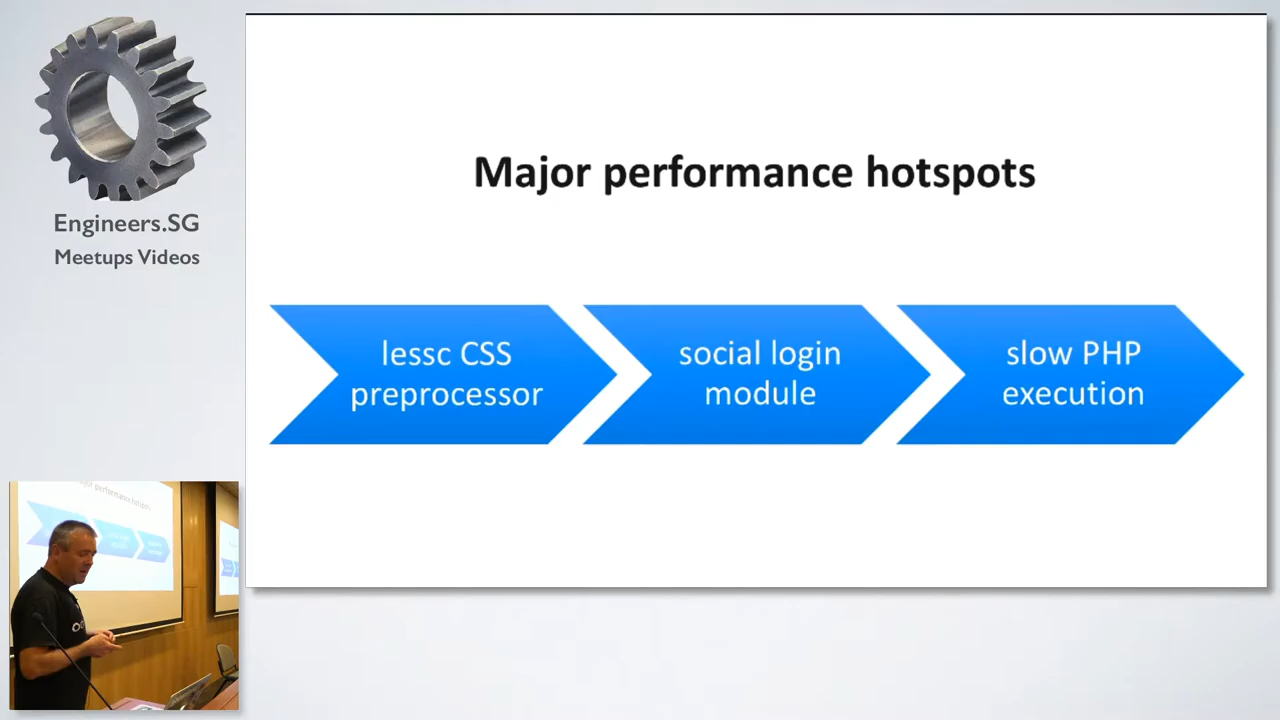 Engineers.SG
Meetups Videos
Major performance hotspots
lessc CSS
preprocessor
social login
module
slow PHP
execution